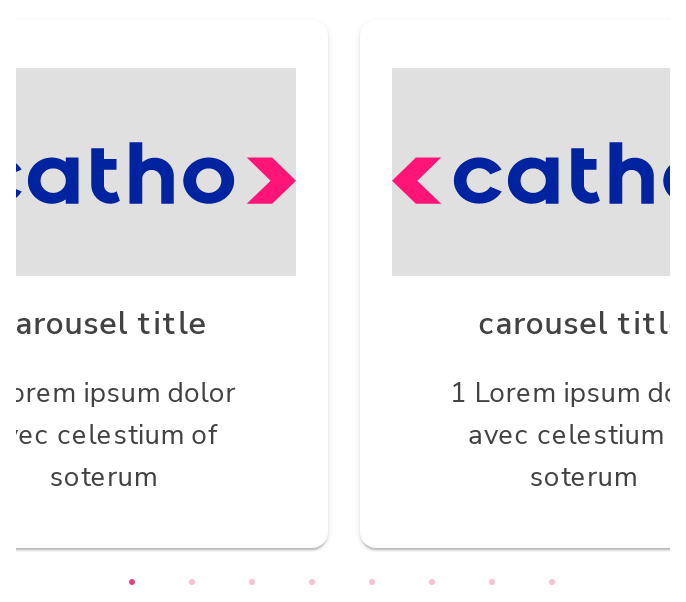 catho
arousel title
orem ipsum dolor
vec celestium of
soterum
cath
carousel titl
1 Lorem ipsum do
avec celestium
soterum